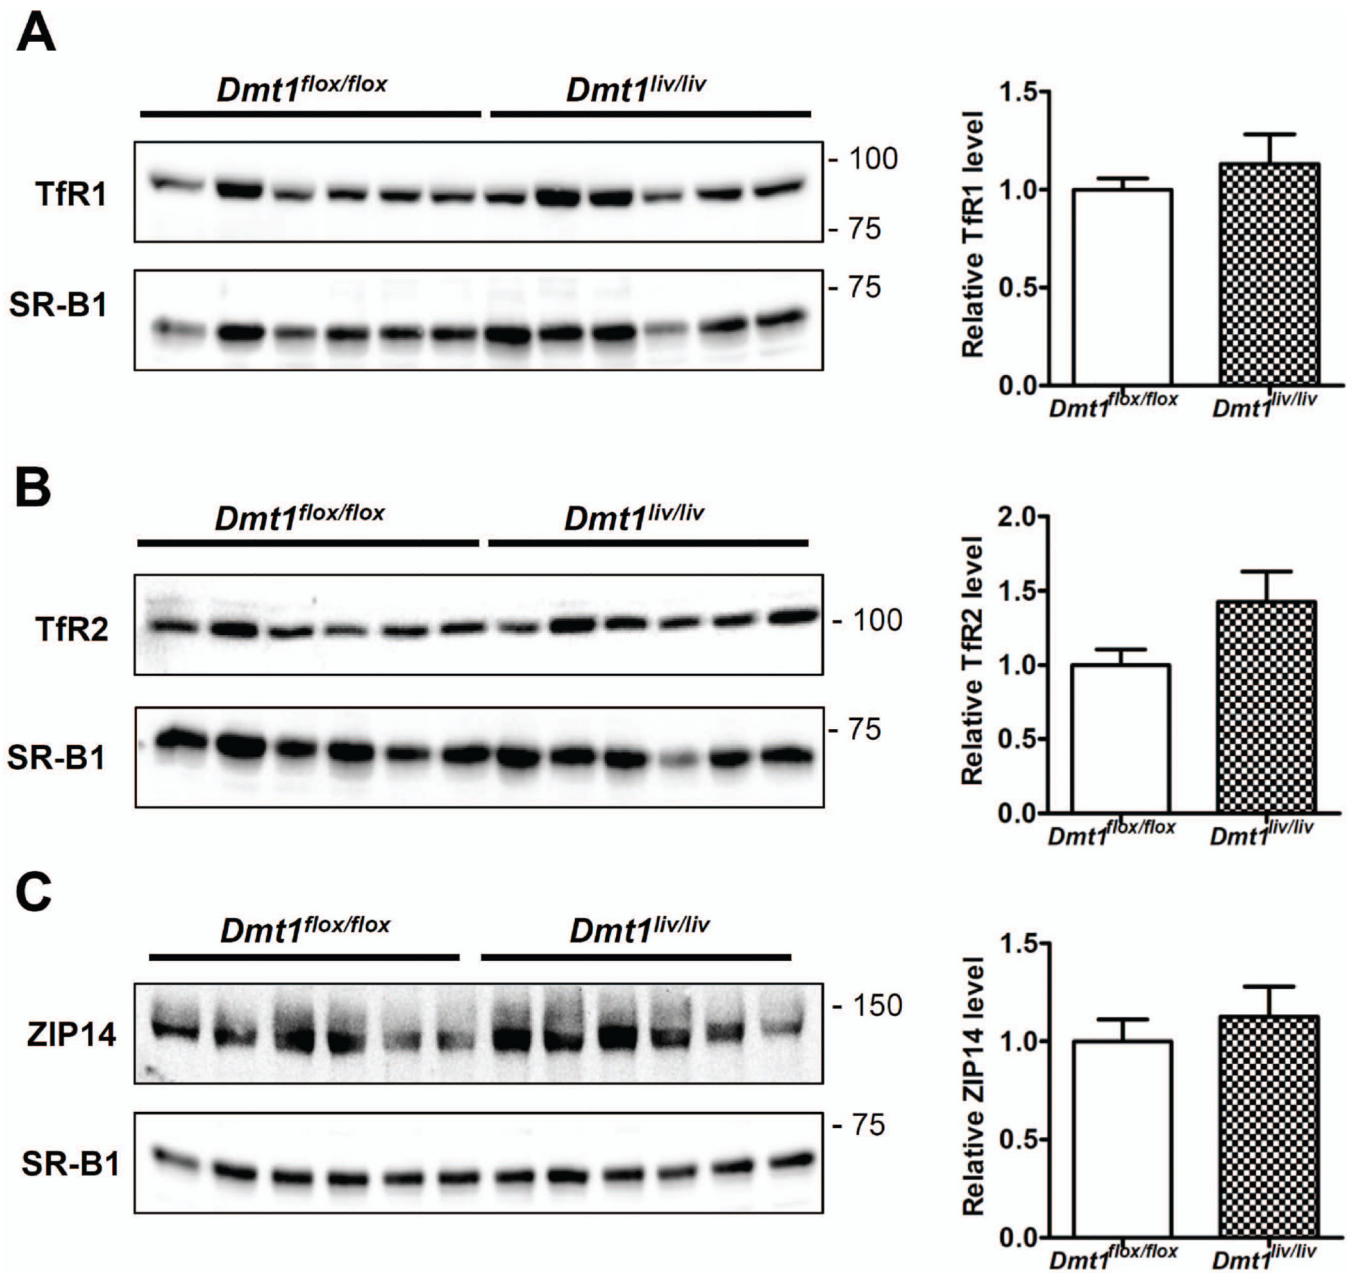 A
Dmt1flox/flox Dmt1liv/liv
TfR1
- 100
- 75
SR-B1
- 75
Relative TfR1 level
1.5
1.0
0.5
0.0
Dmt1flox/flox Dmt1liv/liv
B
Dmt1flox/flox Dmt1liv/liv
TfR2
- 100
SR-B1
- 75
Relative TfR2 level
2.0
1.5
1.0
0.5
0.0
Dmt1flox/flox Dmt1liv/liv
C
Dmt1flox/flox Dmt1liv/liv
ZIP14
- 150
SR-B1
- 75
Relative ZIP14 level
1.5
1.0
0.5
0.0
Dmt1flox/flox Dmt1liv/liv